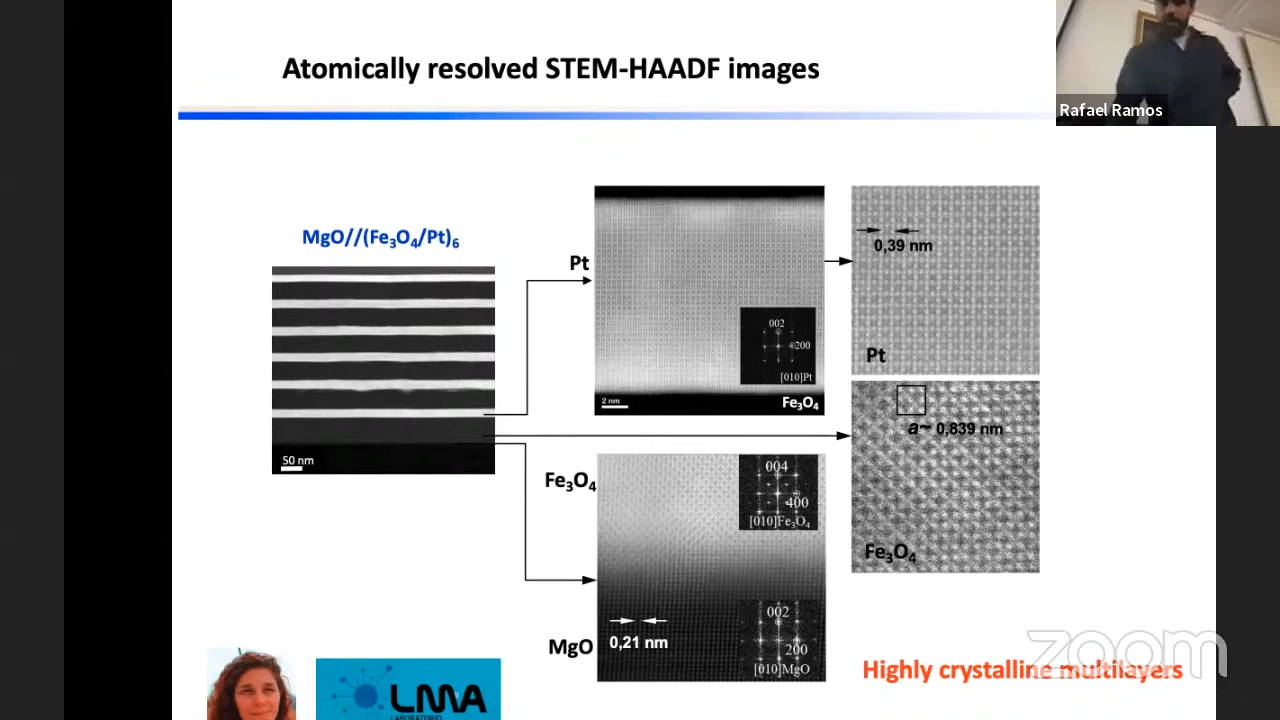 Atomically resolved STEM-HAADF images
Rafael Ramos
MgO//(Fe₃O₄/Pt)₆
50 nm
Pt
002
200
[010]Pt
2 nm
Fe₃O₄
0,39 nm
Pt
a~ 0,839 nm
Fe₃O₄
Fe₃O₄
004
400
[010]Fe₃O₄
MgO
0,21 nm
002
200
[010]MgO
Highly crystalline multilayers
zoom
LMA
LABORATORIO